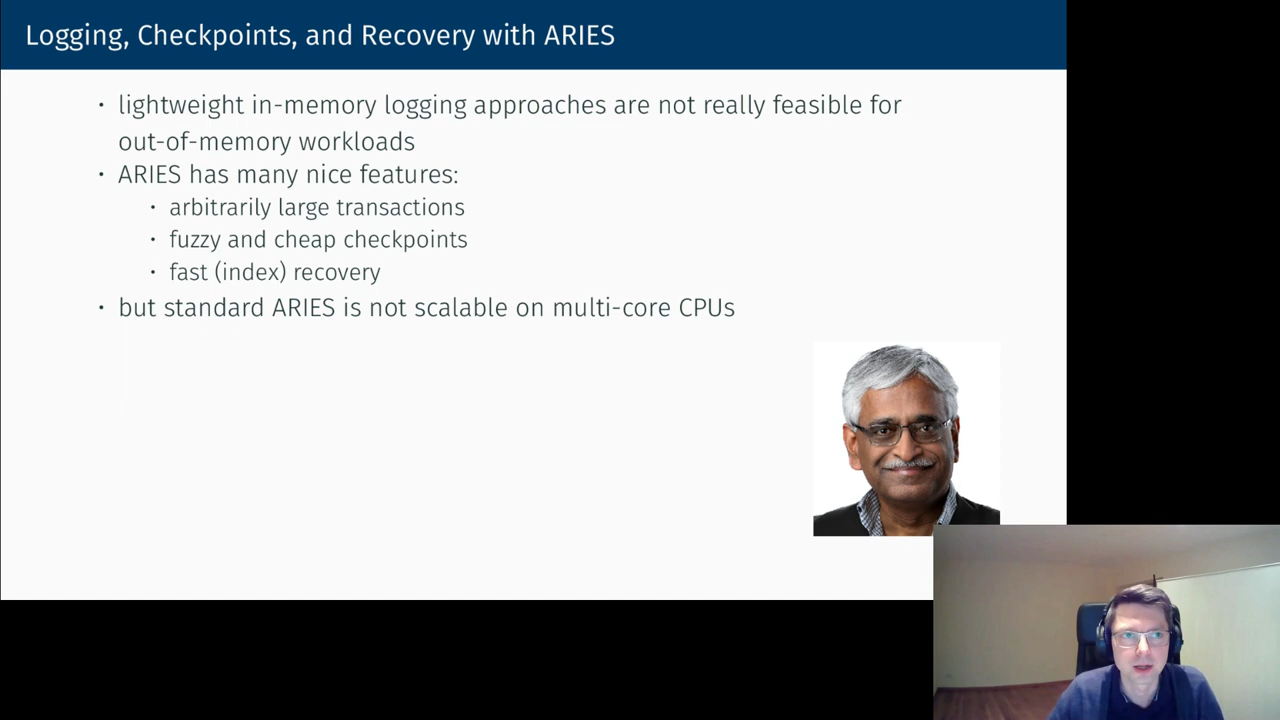 Logging, Checkpoints, and Recovery with ARIES
• lightweight in-memory logging approaches are not really feasible for
out-of-memory workloads
• ARIES has many nice features:
• arbitrarily large transactions
• fuzzy and cheap checkpoints
• fast (index) recovery
• but standard ARIES is not scalable on multi-core CPUs